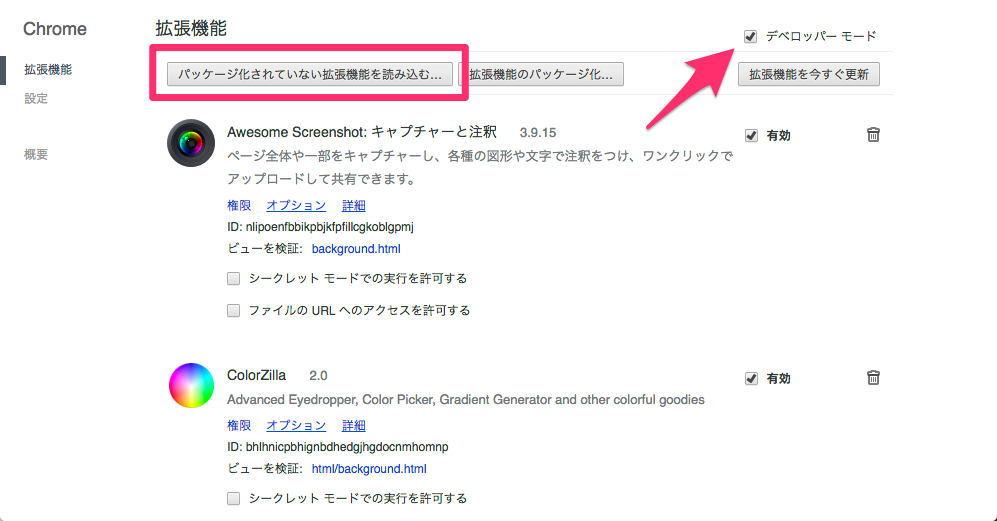 Chrome
拡張機能
設定
概要
拡張機能
デベロッパー モード
パッケージ化されていない拡張機能を読み込む...
拡張機能のパッケージ化...
拡張機能を今すぐ更新
Awesome Screenshot: キャプチャーと注釈 3.9.15
有効
ページ全体や一部をキャプチャーし、各種の図形や文字で注釈をつけ、ワンクリックで
アップロードして共有できます。
権限 オプション 詳細
ID: nlipoenfbbikpbjkfpfillcgkoblgpmj
ビューを検証: background.html
シークレット モードでの実行を許可する
ファイルの URL へのアクセスを許可する
ColorZilla 2.0
有効
Advanced Eyedropper, Color Picker, Gradient Generator and other colorful goodies
権限 オプション 詳細
ID: bhlhnicpbhignbdhedgjhgdocnmhomnp
ビューを検証: html/background.html
シークレット モードでの実行を許可する